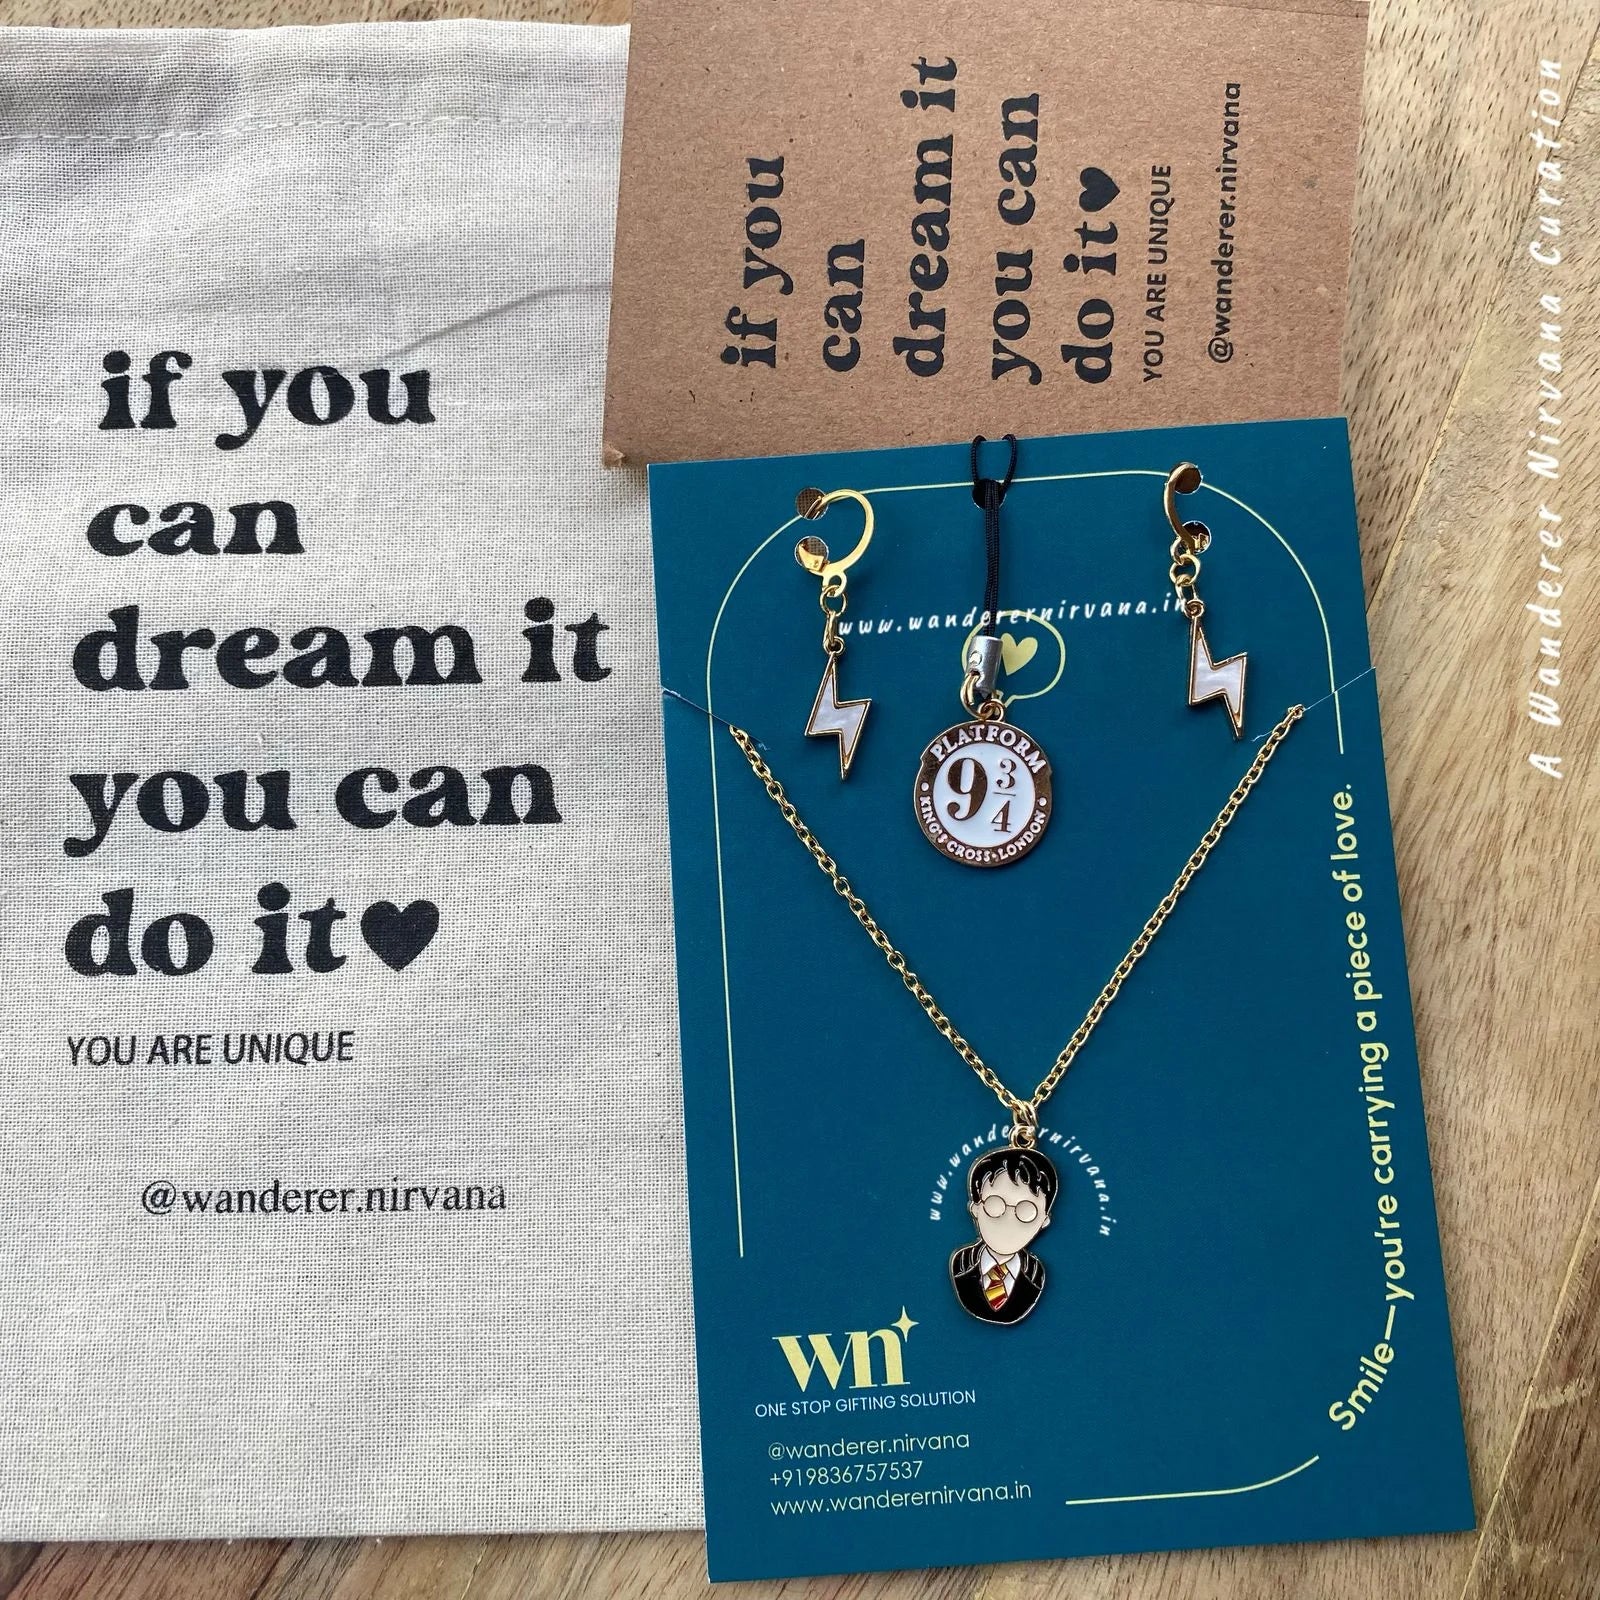 if you
can
dream it
you can
do it♥
YOU ARE UNIQUE
@wanderer.nirvana
if you
can
dream it
you can
do it♥
YOU ARE UNIQUE
@wanderer.nirvana
A Wanderer Nirvana Curation
www.wanderernirvana.in
PLATFORM
9 3/4
KING'S CROSS • LONDON
www.wanderernirvana.in
Smile—you're carrying a piece of love.
wn
ONE STOP GIFTING SOLUTION
@wanderer.nirvana
+919836757537
www.wanderernirvana.in